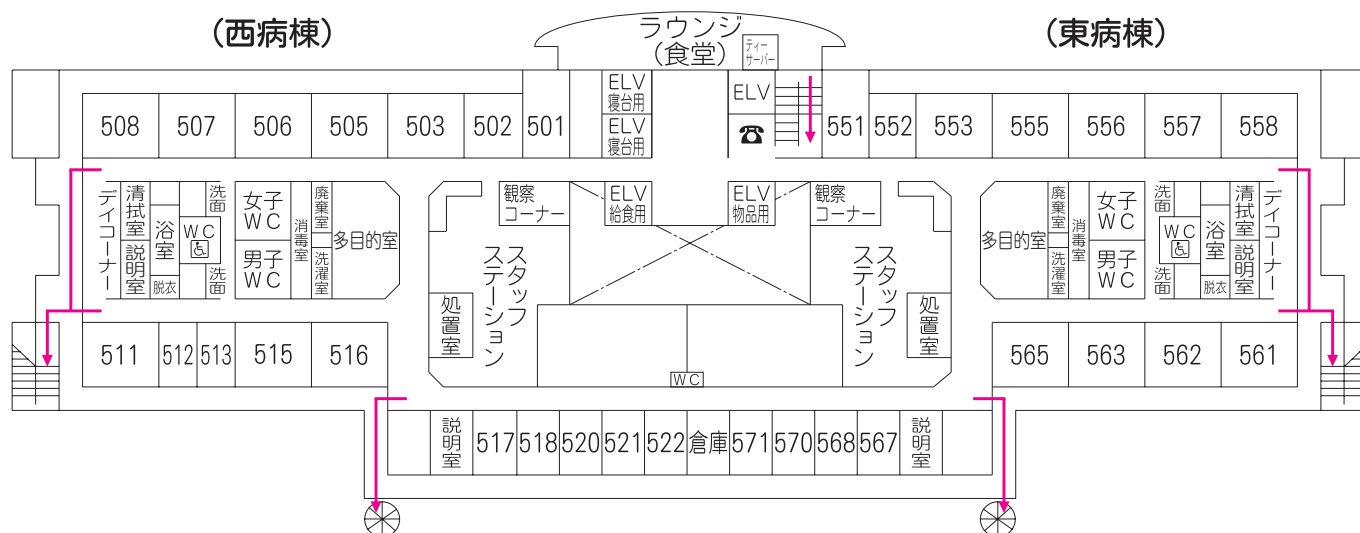 (西病棟)
ラウンジ
(食堂)
ティー
サーバー
(東病棟)
508
507
506
505
503
502
501
ELV
寝台用
ELV
寝台用
ELV
☎
551
552
553
555
556
557
558
デイコーナー
清拭室
説明室
浴室
脱衣
WC
洗面
洗面
女子
WC
男子
WC
消毒室
廃棄室
洗濯室
多目的室
観察
コーナー
ELV
給食用
ELV
物品用
観察
コーナー
スタッフ
ステーション
処置室
スタッフ
ステーション
処置室
WC
多目的室
廃棄室
洗濯室
消毒室
女子
WC
男子
WC
洗面
WC
洗面
浴室
脱衣
清拭室
説明室
デイコーナー
511
512
513
515
516
565
563
562
561
説明室
517
518
520
521
522
倉庫
571
570
568
567
説明室